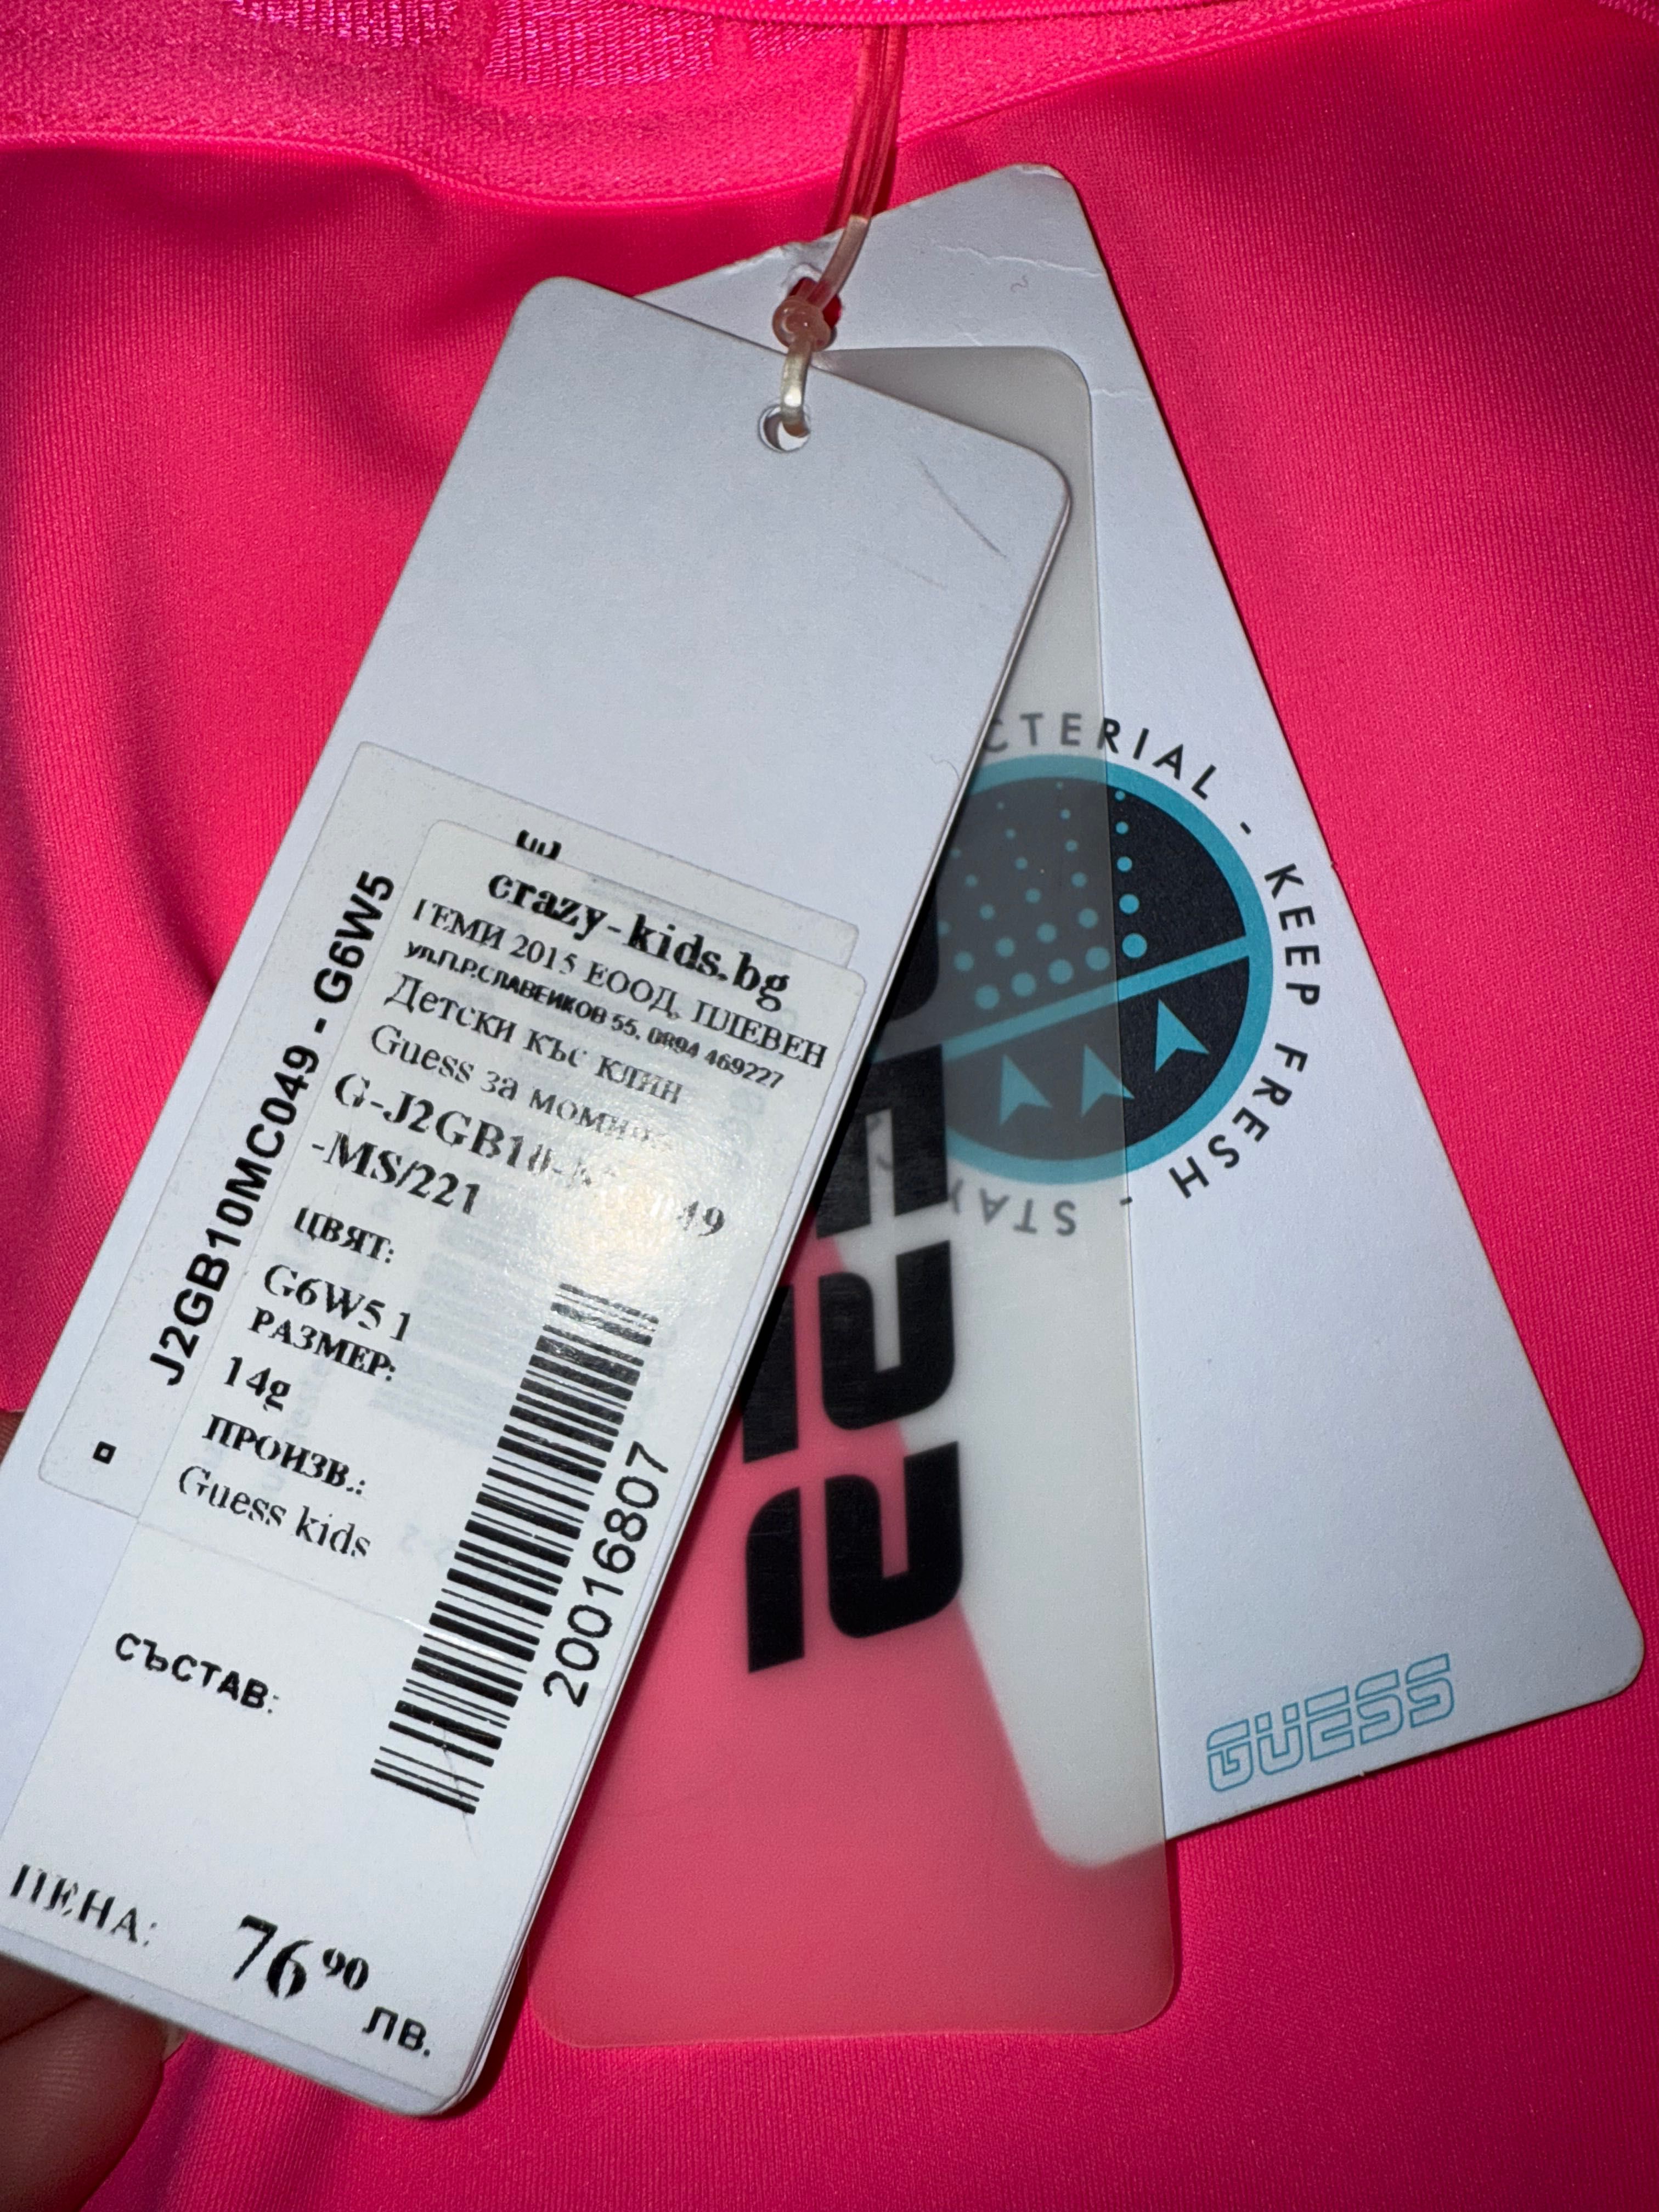 J2GB10MC049 - G6W5
crazy-kids.bg
ГЕМИ 2015 ЕООД, ПЛЕВЕН
ул.П.Р.СЛАВЕЙКОВ 55, 0894 469227
Детски къс клин
Guess за
-MS/221
ЦВЯТ:
G6W5 1
РАЗМЕР:
14g
ПРОИЗВ.:
Guess kids
20016807
СЪСТАВ:
ЦЕНА: 76 90 лв.
CTERIAL - KEEP FRESH - STAY
GUESS